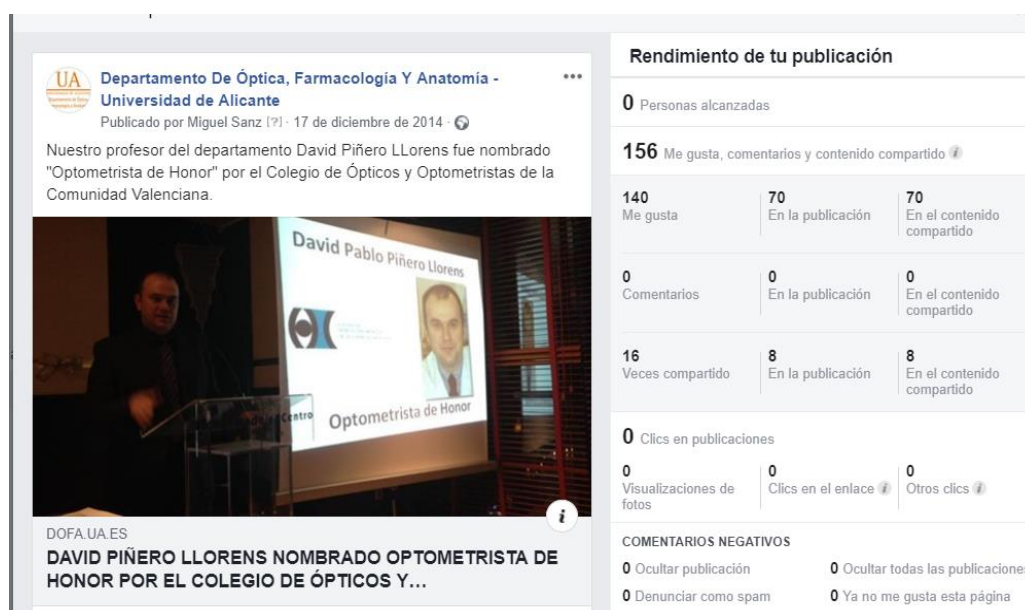 UA
Departamento De Óptica, Farmacología Y Anatomía -
Universidad de Alicante
Publicado por Miguel Sanz [?] · 17 de diciembre de 2014 ·
Nuestro profesor del departamento David Piñero LLorens fue nombrado
"Optometrista de Honor" por el Colegio de Ópticos y Optometristas de la
Comunidad Valenciana.
David Pablo Piñero Llorens
Optometrista de Honor
Centro
DOFA.UA.ES
DAVID PIÑERO LLORENS NOMBRADO OPTOMETRISTA DE
HONOR POR EL COLEGIO DE ÓPTICOS Y...
Rendimiento de tu publicación
0 Personas alcanzadas
156 Me gusta, comentarios y contenido compartido
140 70 70
Me gusta En la publicación En el contenido
compartido
0 0 0
Comentarios En la publicación En el contenido
compartido
16 8 8
Veces compartido En la publicación En el contenido
compartido
0 Clics en publicaciones
0 0 0
Visualizaciones de Clics en el enlace Otros clics
fotos
COMENTARIOS NEGATIVOS
0 Ocultar publicación 0 Ocultar todas las publicaciones
0 Denunciar como spam 0 Ya no me gusta esta página